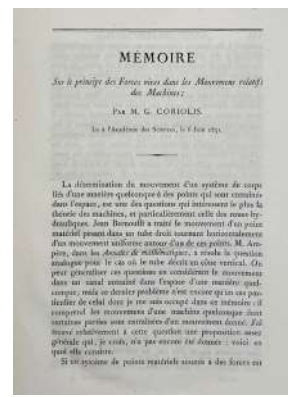 MÉMOIRE
Sur le principe des Forces vives dans les Mouvemens relatifs
des Machines;
PAR M. G. CORIOLIS.
Lu à l'Académie des Sciences, le 6 Juin 1831.
La détermination du mouvement d'un système de corps
liés d'une manière quelconque à des points qui sont entraînés
dans l'espace, est une des questions qui intéressent le plus la
théorie des machines, et particulièrement celle des roues hy-
drauliques. Jean Bernoulli a traité le mouvement d'un point
matériel pesant dans un tube droit tournant horizontalement
d'un mouvement uniforme autour d'un de ces points. M. Am-
père, dans les Annales de mathématiques, a résolu la question
analogue pour le cas où le tube décrit un cône vertical. On
peut généraliser ces questions en considérant le mouvement
dans un canal entraîné dans l'espace d'une manière quel-
conque; mais ce dernier problème n'est encore qu'un cas par-
ticulier de celui dont je me suis occupé dans ce mémoire: il
comprend les mouvemens d'une machine quelconque dont
certaines parties sont entraînées d'un mouvement donné. J'ai
trouvé relativement à cette question une proposition assez
générale qui, je crois, n'a pas encore été donnée: voici en
quoi elle consiste.
Si un système de points matériels soumis à des forces est